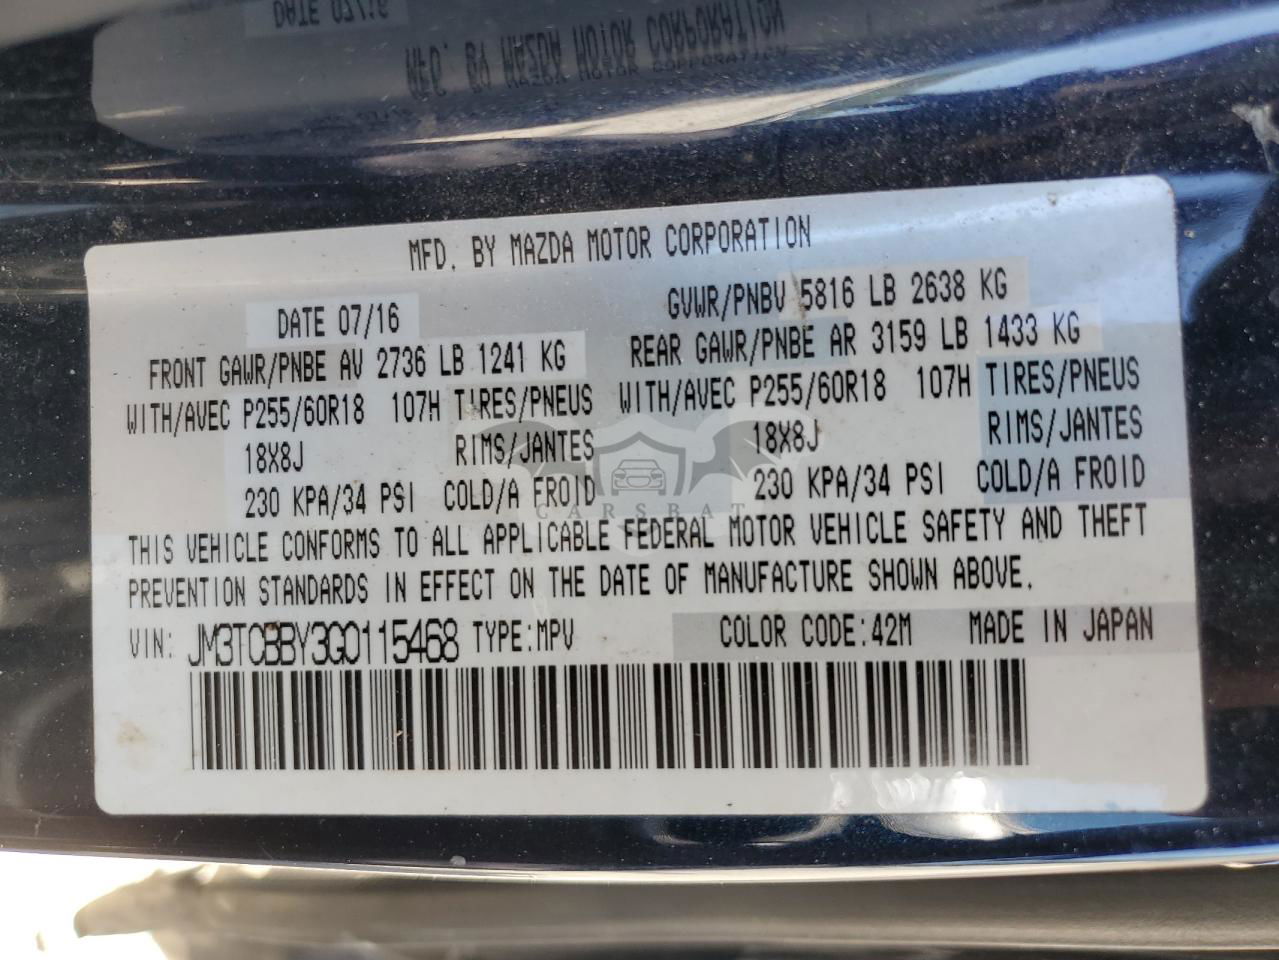 MFD. BY MAZDA MOTOR CORPORATION
DATE 07/16 GVWR/PNBV 5816 LB 2638 KG
FRONT GAWR/PNBE AV 2736 LB 1241 KG REAR GAWR/PNBE AR 3159 LB 1433 KG
WITH/AVEC P255/60R18 107H TIRES/PNEUS WITH/AVEC P255/60R18 107H TIRES/PNEUS
18X8J RIMS/JANTES 18X8J RIMS/JANTES
230 KPA/34 PSI COLD/A FROID 230 KPA/34 PSI COLD/A FROID
CARSBAT
THIS VEHICLE CONFORMS TO ALL APPLICABLE FEDERAL MOTOR VEHICLE SAFETY AND THEFT
PREVENTION STANDARDS IN EFFECT ON THE DATE OF MANUFACTURE SHOWN ABOVE.
VIN: JM3TCBBY3G0115468 TYPE:MPV COLOR CODE:42M MADE IN JAPAN